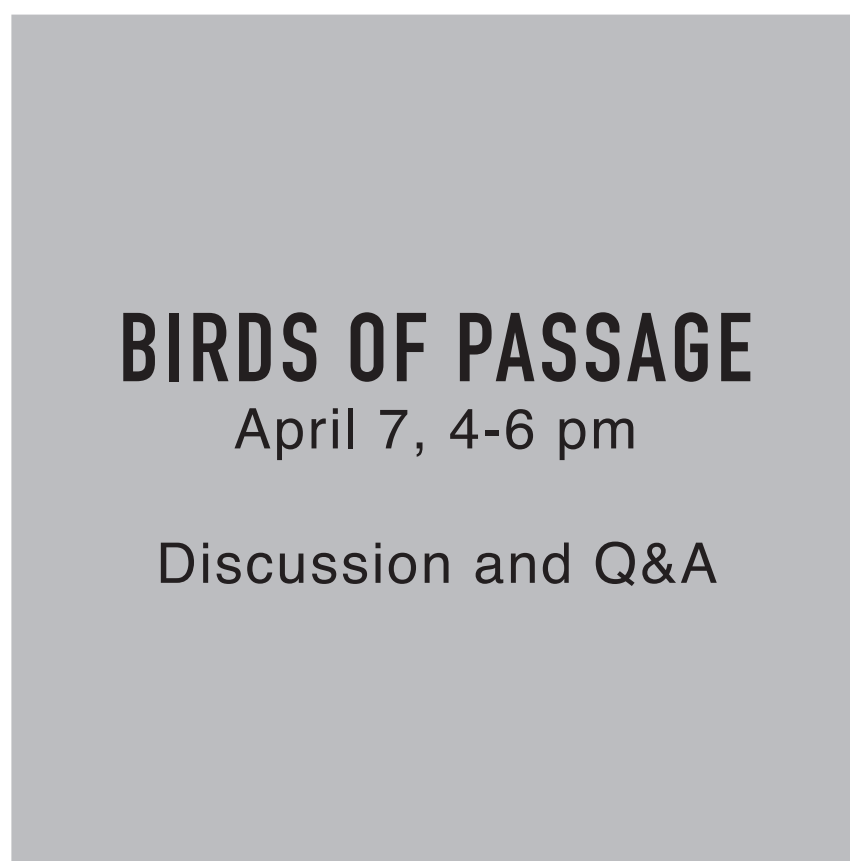 BIRDS OF PASSAGE
April 7, 4-6 pm
Discussion and Q&A